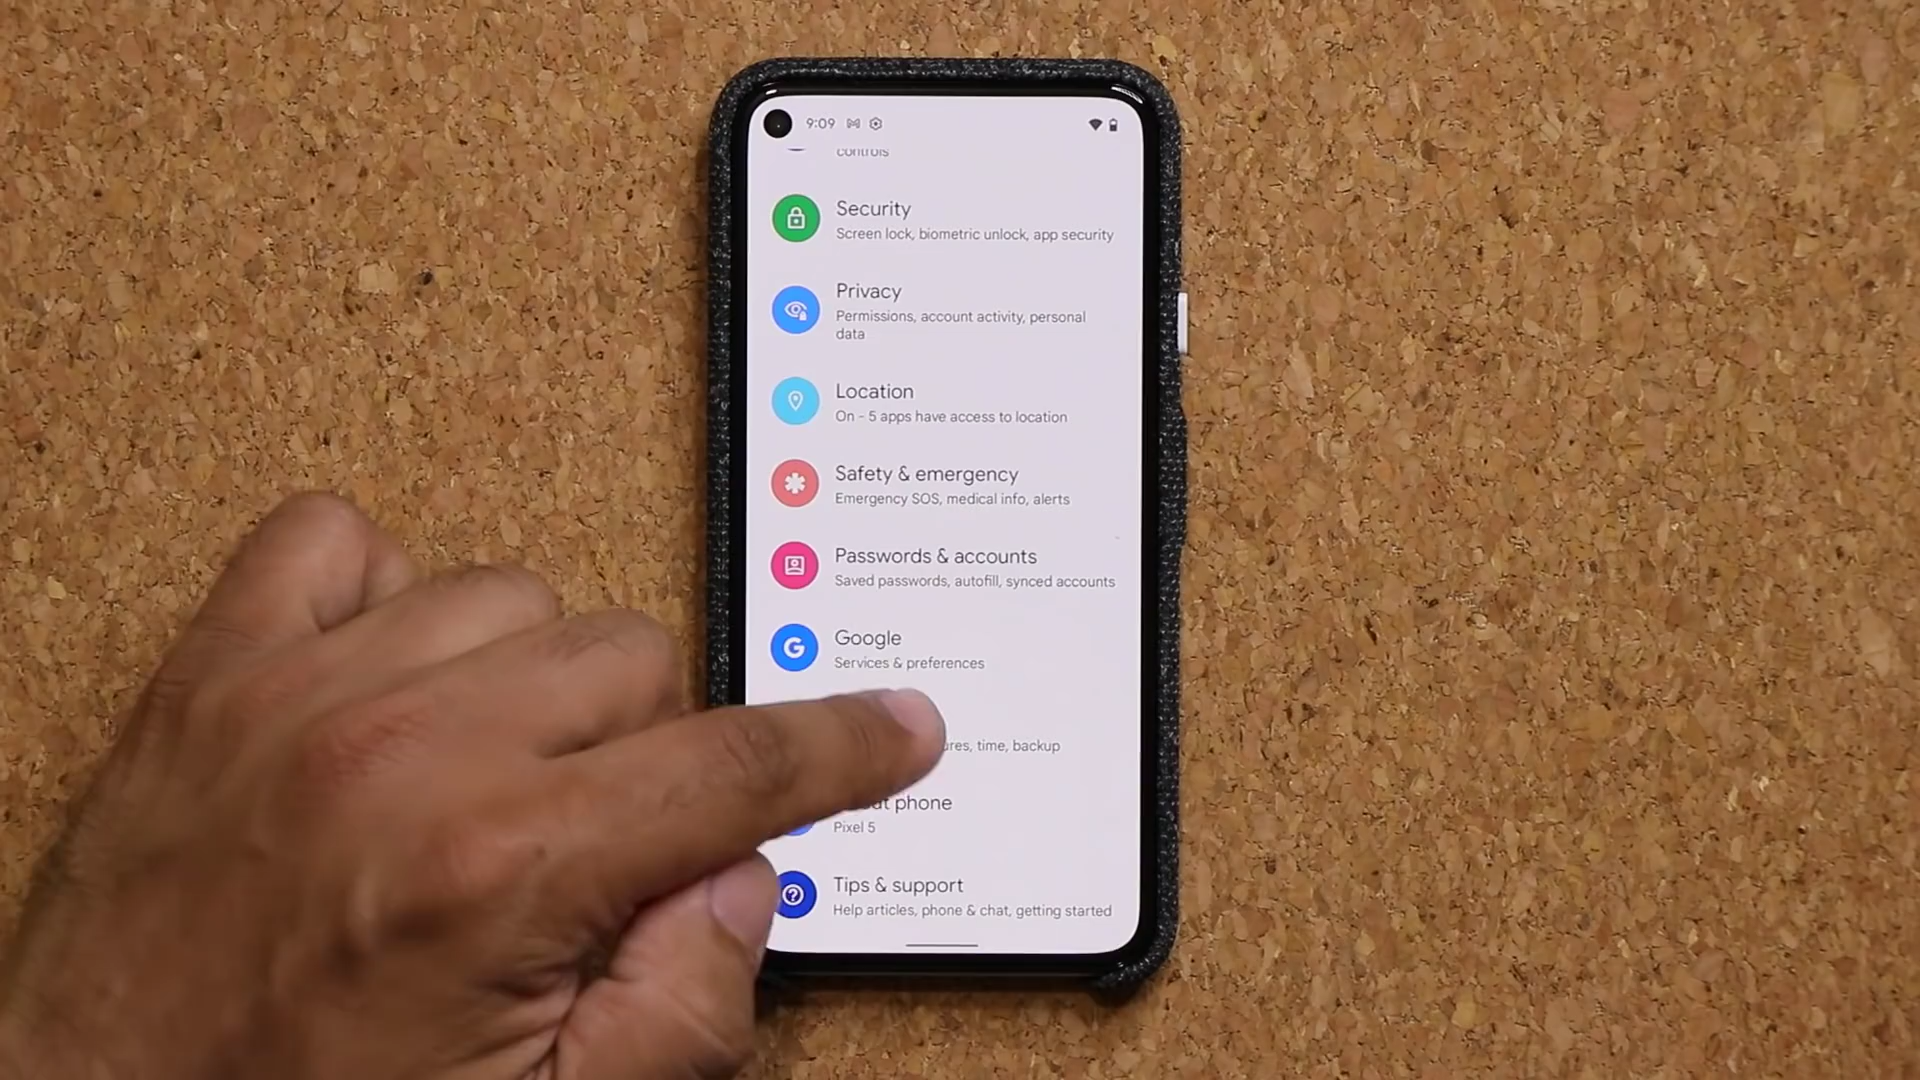 9:09
controls
Security
Screen lock, biometric unlock, app security
Privacy
Permissions, account activity, personal
data
Location
On - 5 apps have access to location
Safety & emergency
Emergency SOS, medical info, alerts
Passwords & accounts
Saved passwords, autofill, synced accounts
G
Google
Services & preferences
time, backup
phone
Pixel 5
Tips & support
Help articles, phone & chat, getting started